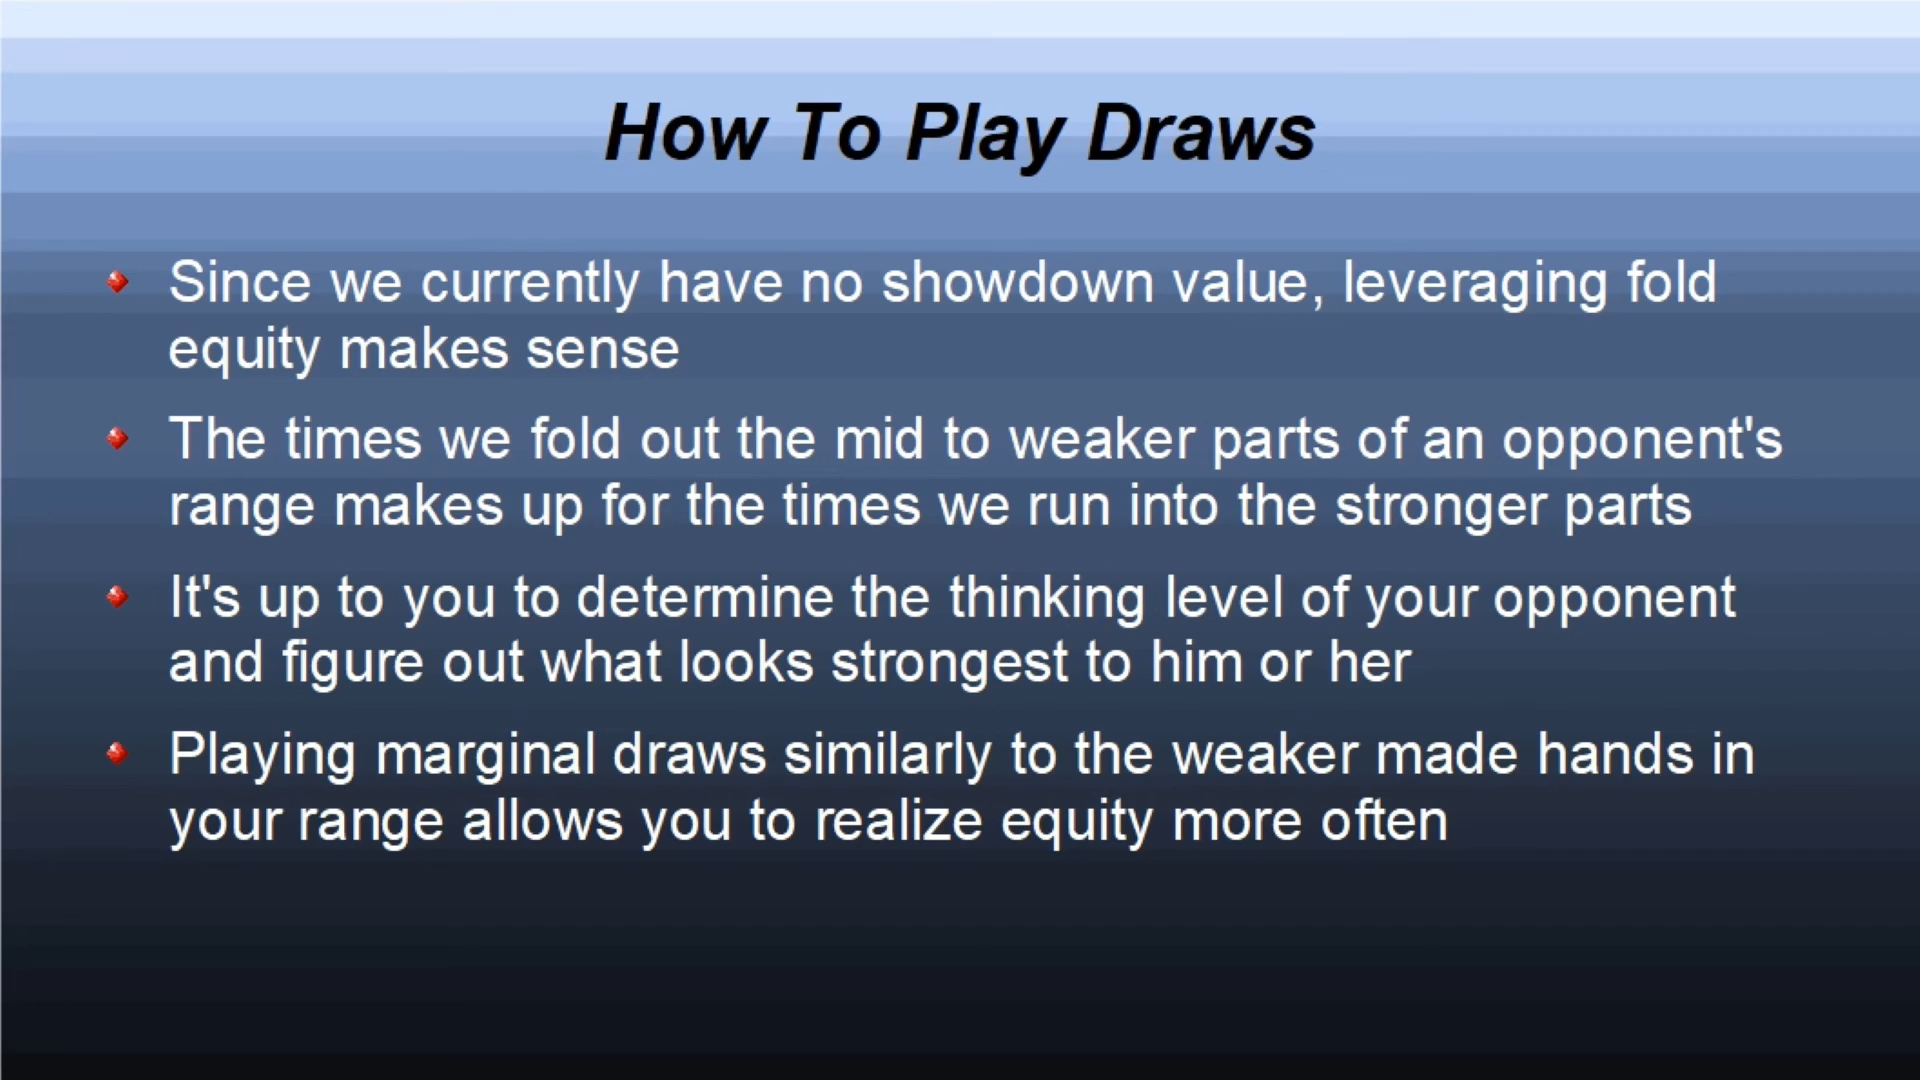 How To Play Draws
Since we currently have no showdown value, leveraging fold
equity makes sense
The times we fold out the mid to weaker parts of an opponent's
range makes up for the times we run into the stronger parts
It's up to you to determine the thinking level of your opponent
and figure out what looks strongest to him or her
Playing marginal draws similarly to the weaker made hands in
your range allows you to realize equity more often